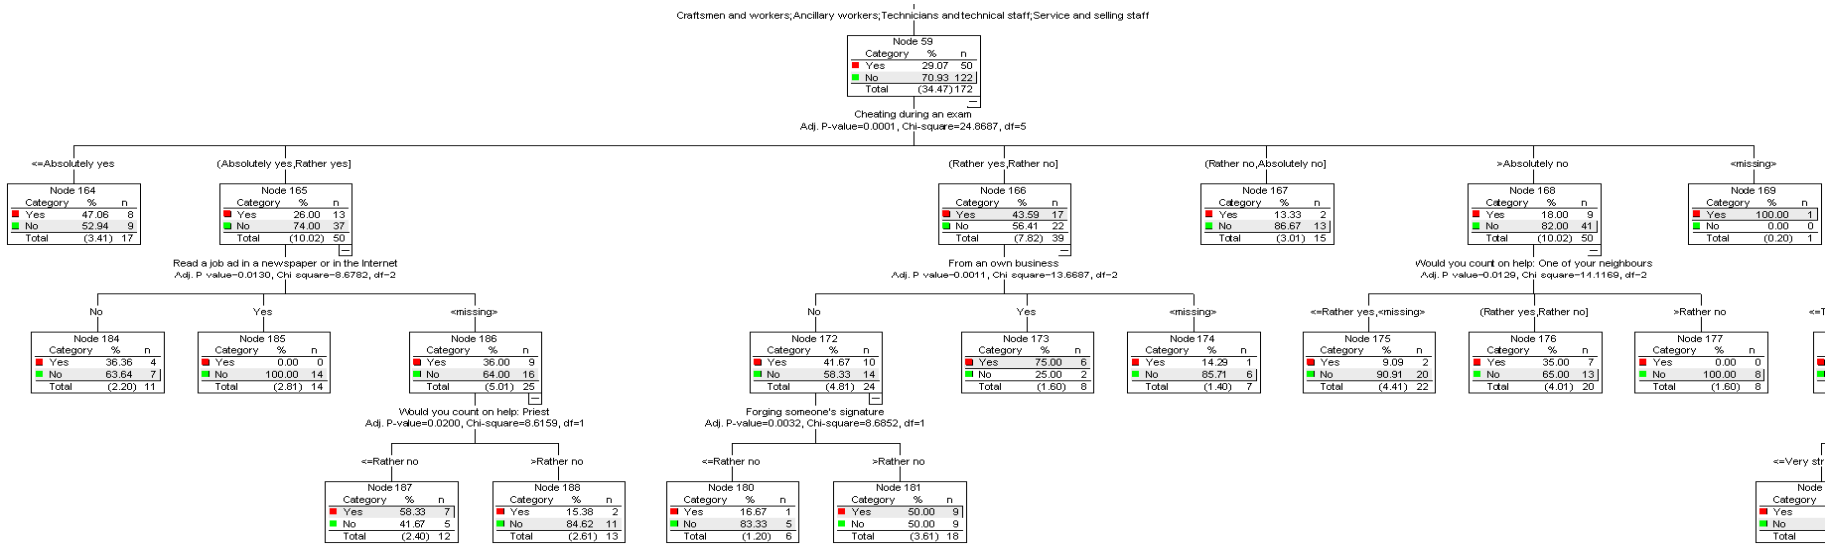 Craftsmen and workers;Ancillary workers;Technicians and technical staff;Service and selling staff
Node 59
Category % n
Yes 29.07 50
No 70.93 122
Total (34.47) 172
Cheating during an exam
Adj. P-value=0.0001, Chi-square=24.8687, df=5
<=Absolutely yes
(Absolutely yes,Rather yes]
(Rather yes,Rather no]
(Rather no,Absolutely no]
>Absolutely no
<missing>
Node 164
Category % n
Yes 47.06 8
No 52.94 9
Total (3.41) 17
Node 165
Category % n
Yes 26.00 13
No 74.00 37
Total (10.02) 50
Node 166
Category % n
Yes 43.59 17
No 56.41 22
Total (7.82) 39
Node 167
Category % n
Yes 13.33 2
No 86.67 13
Total (3.01) 15
Node 168
Category % n
Yes 18.00 9
No 82.00 41
Total (10.02) 50
Node 169
Category % n
Yes 100.00 1
No 0.00 0
Total (0.20) 1
Read a job ad in a newspaper or in the Internet
Adj. P-value=0.0130, Chi-square=8.6782, df=2
From an own business
Adj. P-value=0.0011, Chi-square=13.6687, df=2
Would you count on help: One of your neighbours
Adj. P-value=0.0129, Chi-square=14.1169, df=2
No
Yes
<missing>
No
Yes
<missing>
<=Rather yes,<missing>
(Rather yes,Rather no]
>Rather no
Node 184
Category % n
Yes 36.36 4
No 63.64 7
Total (2.20) 11
Node 185
Category % n
Yes 0.00 0
No 100.00 14
Total (2.81) 14
Node 186
Category % n
Yes 36.00 9
No 64.00 16
Total (5.01) 25
Node 172
Category % n
Yes 41.67 10
No 58.33 14
Total (4.81) 24
Node 173
Category % n
Yes 75.00 6
No 25.00 2
Total (1.60) 8
Node 174
Category % n
Yes 14.29 1
No 85.71 6
Total (1.40) 7
Node 175
Category % n
Yes 9.09 2
No 90.91 20
Total (4.41) 22
Node 176
Category % n
Yes 35.00 7
No 65.00 13
Total (4.01) 20
Node 177
Category % n
Yes 0.00 0
No 100.00 8
Total (1.60) 8
Would you count on help: Priest
Adj. P-value=0.0200, Chi-square=8.6159, df=1
Forging someone's signature
Adj. P-value=0.0032, Chi-square=8.6852, df=1
<=Rather no
>Rather no
<=Rather no
>Rather no
<=Very
Node 187
Category % n
Yes 58.33 7
No 41.67 5
Total (2.40) 12
Node 188
Category % n
Yes 15.38 2
No 84.62 11
Total (2.61) 13
Node 180
Category % n
Yes 16.67 1
No 83.33 5
Total (1.20) 6
Node 181
Category % n
Yes 50.00 9
No 50.00 9
Total (3.61) 18
Node
Category
Yes
No
Total